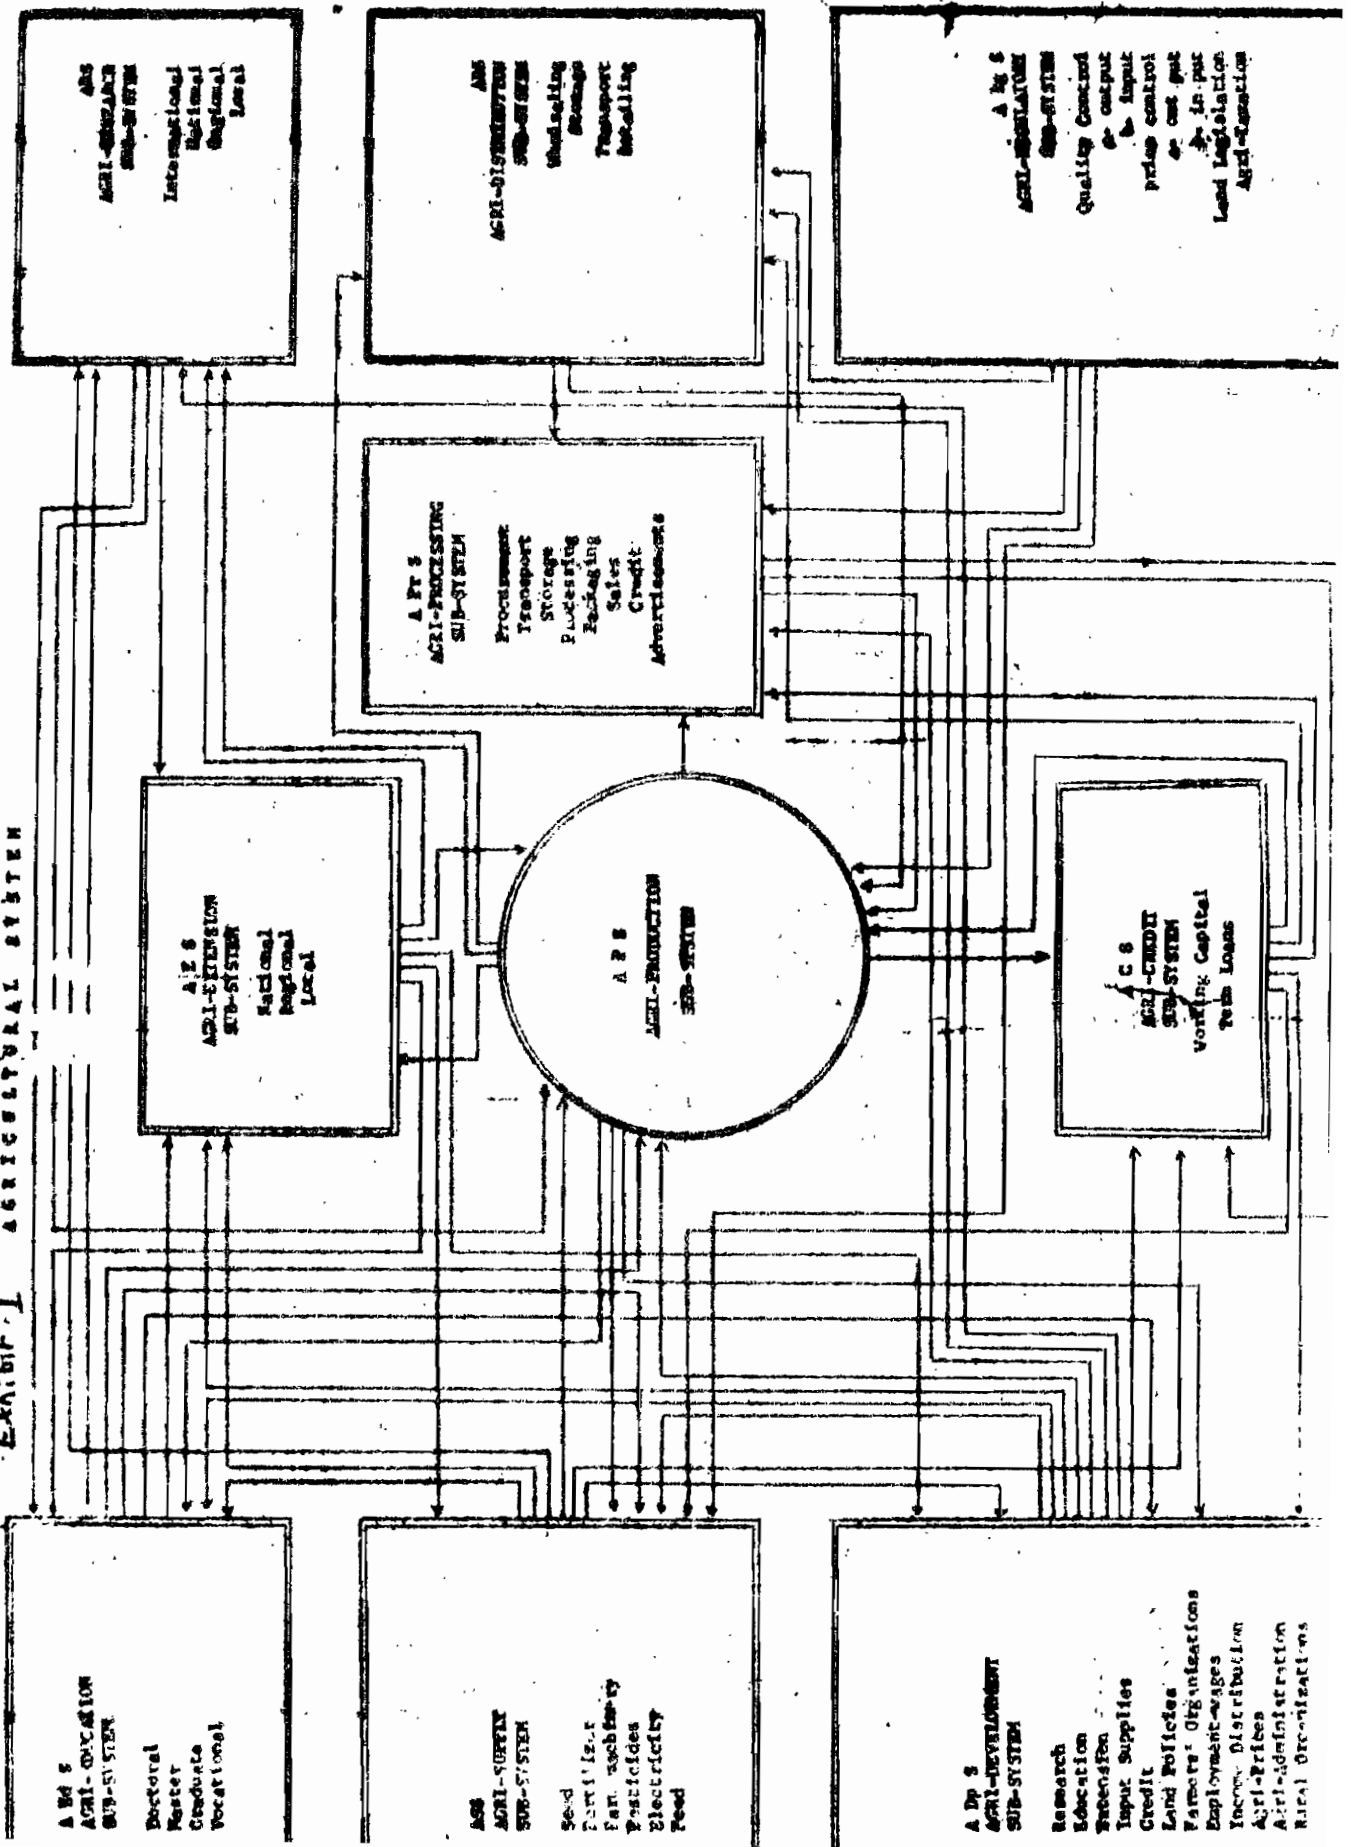 Exhibit - I   AGRICULTURAL SYSTEM
A Ed S
AGRI-EDUCATION
SUB-SYSTEM
Doctoral
Master
Graduate
Vocational
ASS
AGRI-SUPPLY
SUB-SYSTEM
Seed
Fertilizer
Farm machinery
Pesticides
Electricity
Feed
A Dp S
AGRI-DEVELOPMENT
SUB-SYSTEM
Research
Education
Extension
Input Supplies
Credit
Land Policies
Farmers' Organizations
Employment-wages
Income Distribution
Agri-Prices
Agri-Administration
Rural Organizations
A E S
AGRI-EXTENSION
SUB-SYSTEM
National
Regional
Local
A P S
AGRI-PRODUCTION
SUB-SYSTEM
A C S
AGRI-CREDIT
SUB-SYSTEM
Working Capital
Term Loans
A Pr S
AGRI-PROCESSING
SUB-SYSTEM
Procurement
Transport
Storage
Processing
Packaging
Sales
Credit
Advertisements
ARS
AGRI-RESEARCH
SUB-SYSTEM
International
National
Regional
Local
ADS
AGRI-DISTRIBUTION
SUB-SYSTEM
Storage
Transport
Retailing
A Rg S
AGRI-REGULATORY
SUB-SYSTEM
Quality Control
a- output
b- input
price control
a- out put
b- in put
Land Legislation
Agri-Taxation